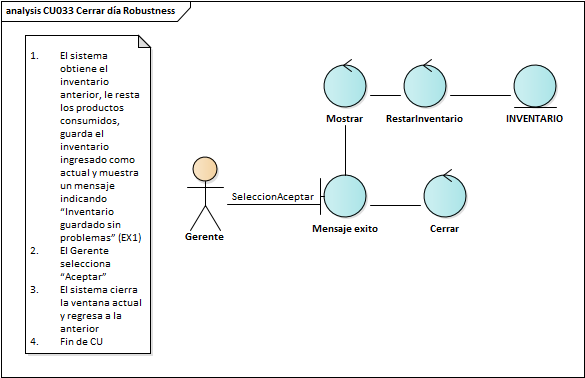 analysis CU033 Cerrar día Robustness
1. El sistema
obtiene el
inventario
anterior, le resta
los productos
consumidos,
guarda el
inventario
ingresado como
actual y muestra
un mensaje
indicando
“Inventario
guardado sin
problemas” (EX1)
2. El Gerente
selecciona
“Aceptar”
3. El sistema cierra
la ventana actual
y regresa a la
anterior
4. Fin de CU
Mostrar
RestarInventario
INVENTARIO
SeleccionAceptar
Gerente
Mensaje exito
Cerrar